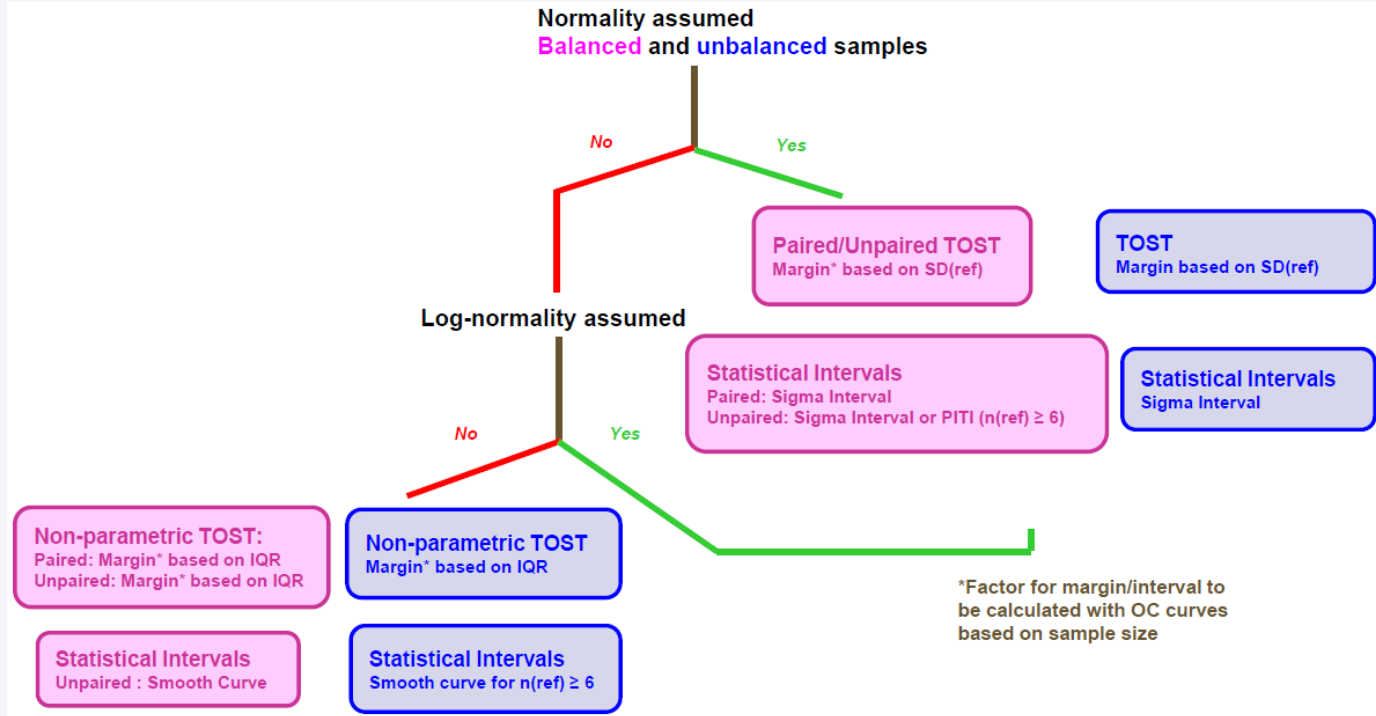 Normality assumed
Balanced and unbalanced samples
No
Yes
Paired/Unpaired TOST
Margin* based on SD(ref)
TOST
Margin based on SD(ref)
Log-normality assumed
Statistical Intervals
Paired: Sigma Interval
Unpaired: Sigma Interval or PITI (n(ref) ≥ 6)
Statistical Intervals
Sigma Interval
No
Yes
Non-parametric TOST:
Paired: Margin* based on IQR
Unpaired: Margin* based on IQR
Non-parametric TOST
Margin* based on IQR
*Factor for margin/interval to
be calculated with OC curves
based on sample size
Statistical Intervals
Unpaired : Smooth Curve
Statistical Intervals
Smooth curve for n(ref) ≥ 6